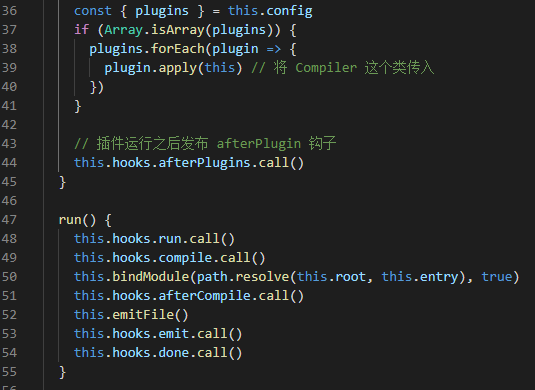 36 const { plugins } = this.config
37 if (Array.isArray(plugins)) {
38 plugins.forEach(plugin => {
39 plugin.apply(this) // 将 Compiler 这个类传入
40 })
41 }
42
43 // 插件运行之后发布 afterPlugin 钩子
44 this.hooks.afterPlugins.call()
45 }
46
47 run() {
48 this.hooks.run.call()
49 this.hooks.compile.call()
50 this.bindModule(path.resolve(this.root, this.entry), true)
51 this.hooks.afterCompile.call()
52 this.emitFile()
53 this.hooks.emit.call()
54 this.hooks.done.call()
55 }
56